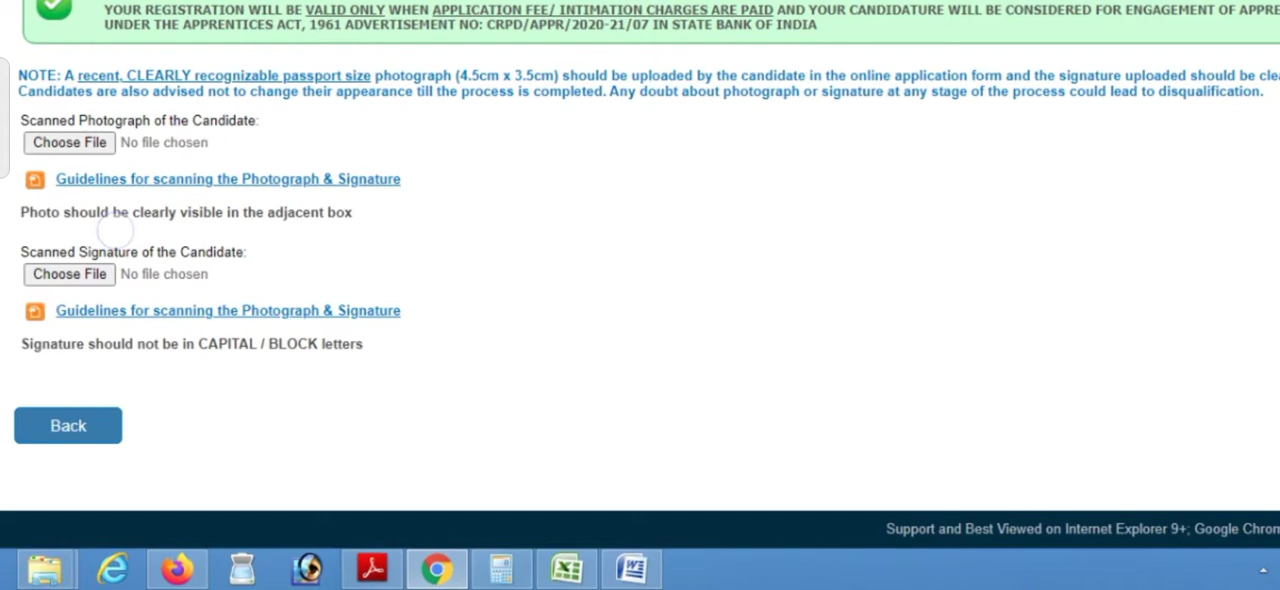 YOUR REGISTRATION WILL BE VALID ONLY WHEN APPLICATION FEE/ INTIMATION CHARGES ARE PAID AND YOUR CANDIDATURE WILL BE CONSIDERED FOR ENGAGEMENT OF APPRE
UNDER THE APPRENTICES ACT, 1961 ADVERTISEMENT NO: CRPD/APPR/2020-21/07 IN STATE BANK OF INDIA
NOTE: A recent, CLEARLY recognizable passport size photograph (4.5cm x 3.5cm) should be uploaded by the candidate in the online application form and the signature uploaded should be clea
Candidates are also advised not to change their appearance till the process is completed. Any doubt about photograph or signature at any stage of the process could lead to disqualification.
Scanned Photograph of the Candidate:
Choose File No file chosen
Guidelines for scanning the Photograph & Signature
Photo should be clearly visible in the adjacent box
Scanned Signature of the Candidate:
Choose File No file chosen
Guidelines for scanning the Photograph & Signature
Signature should not be in CAPITAL / BLOCK letters
Back
Support and Best Viewed on Internet Explorer 9+; Google Chrom